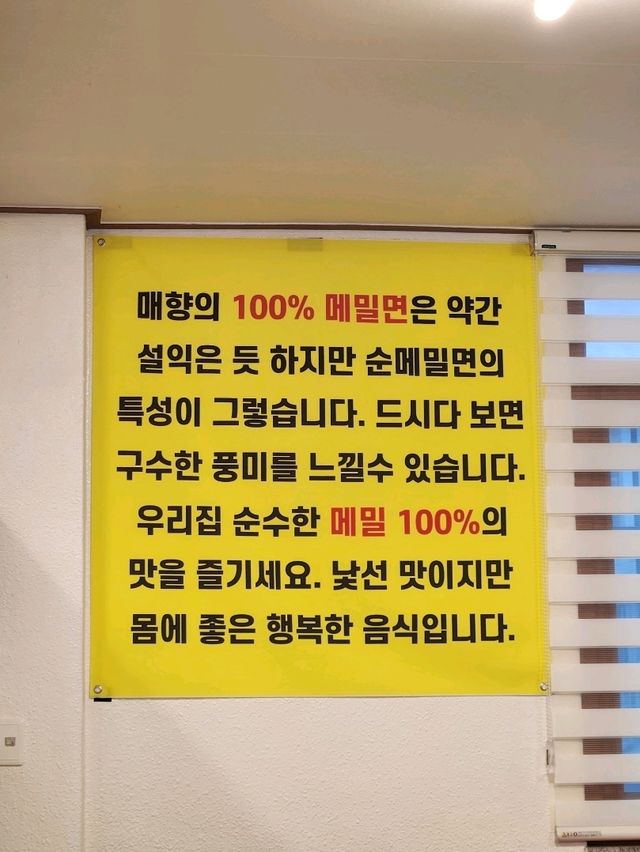 매향의 100% 메밀면은 약간
설익은 듯 하지만 순메밀면의
특성이 그렇습니다. 드시다 보면
구수한 풍미를 느낄수 있습니다.
우리집 순수한 메밀 100%의
맛을 즐기세요. 낯선 맛이지만
몸에 좋은 행복한 음식입니다.